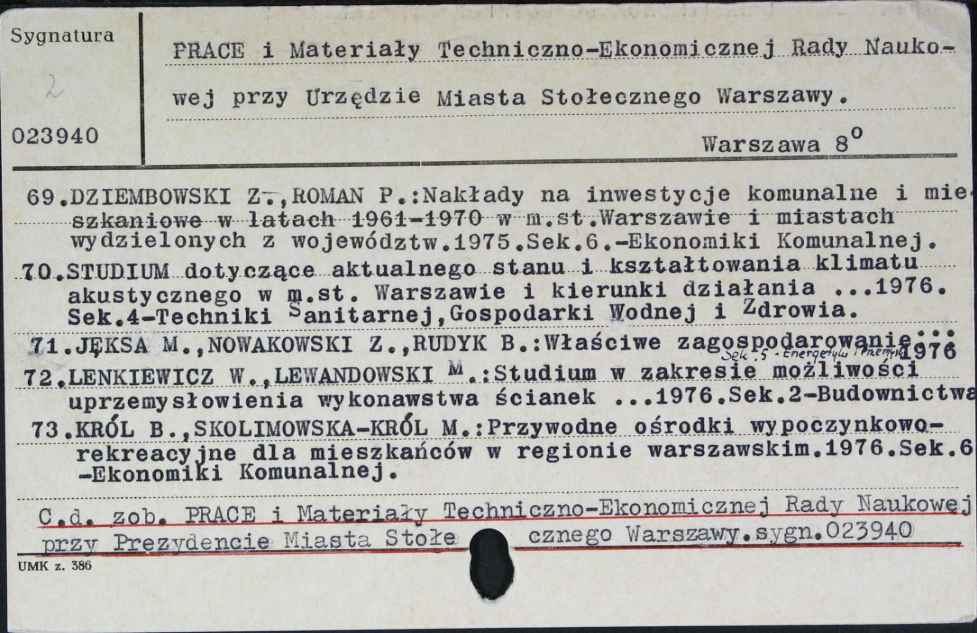 Sygnatura
2
023940
PRACE i Materiały Techniczno-Ekonomicznej Rady Nauko-
wej przy Urzędzie Miasta Stołecznego Warszawy.
Warszawa 8°
69.DZIEMBOWSKI Z.,ROMAN P.:Nakłady na inwestycje komunalne i mie
szkaniowe w latach 1961-1970 w m.st.Warszawie i miastach
wydzielonych z województw.1975.Sek.6.-Ekonomiki Komunalnej.
70.STUDIUM dotyczące aktualnego stanu i kształtowania klimatu
akustycznego w m.st. Warszawie i kierunki działania ...1976.
Sek.4-Techniki Sanitarnej,Gospodarki Wodnej i Zdrowia.
71.JĘKSA M.,NOWAKOWSKI Z.,RUDYK B.:Właściwe zagospodarowanie...
Sek.5-Energetyki i 1976
72.LENKIEWICZ W.,LEWANDOWSKI M.:Studium w zakresie możliwości
uprzemysłowienia wykonawstwa ścianek ...1976.Sek.2-Budownictwa
73.KRÓL B.,SKOLIMOWSKA-KRÓL M.:Przywodne ośrodki wypoczynkowo-
rekreacyjne dla mieszkańców w regionie warszawskim.1976.Sek.6
-Ekonomiki Komunalnej.
C.d. zob. PRACE i Materiały Techniczno-Ekonomicznej Rady Naukowej
przy Prezydencie Miasta Stołe cznego Warszawy.sygn.023940
UMK z. 386